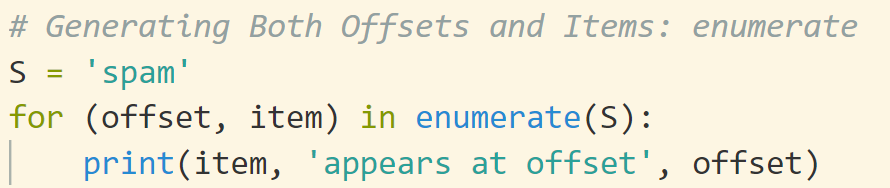 # Generating Both Offsets and Items: enumerate
S = 'spam'
for (offset, item) in enumerate(S):
    print(item, 'appears at offset', offset)